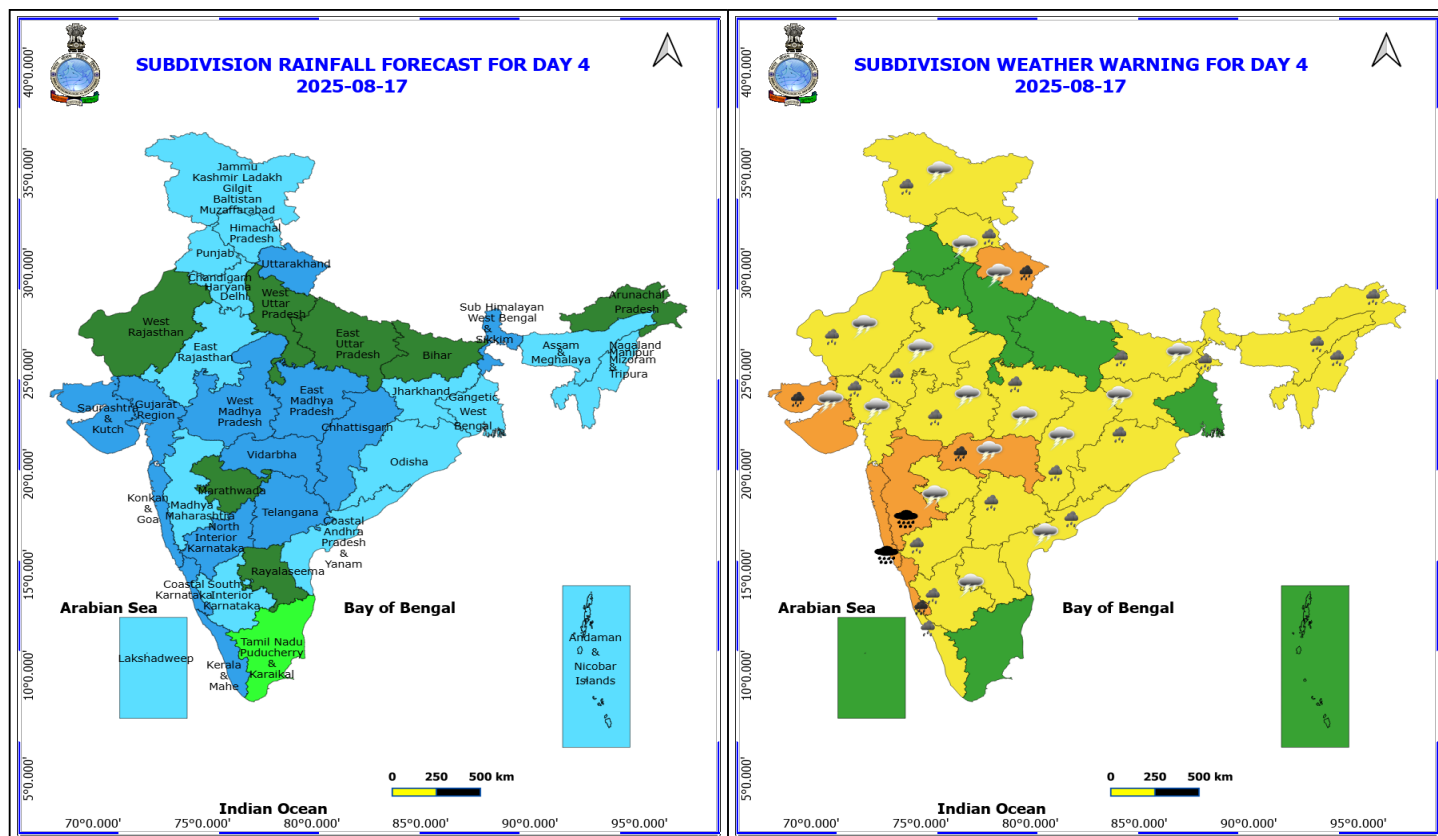 SUBDIVISION RAINFALL FORECAST FOR DAY 4
2025-08-17
40°0.000'
35°0.000'
30°0.000'
25°0.000'
20°0.000'
15°0.000'
10°0.000'
5°0.000'
Jammu
Kashmir Ladakh
Gilgit
Baltistan
Muzaffarabad
Himachal
Pradesh
Punjab
Uttarakhand
Chandigarh
Haryana
Delhi
West
Uttar
Pradesh
West
Rajasthan
East
Rajasthan
East
Uttar
Pradesh
Bihar
Sub Himalayan
West Bengal
&
Sikkim
Arunachal
Pradesh
Assam
&
Meghalaya
Nagaland
Manipur
Mizoram
&
Tripura
Saurashtra
&
Kutch
Gujarat
Region
West
Madhya
Pradesh
East
Madhya
Pradesh
Jharkhand
Gangetic
West
Bengal
Chhattisgarh
Odisha
Vidarbha
Konkan
&
Goa
Madhya
Maharashtra
Marathwada
Telangana
North
Interior
Karnataka
Coastal
Andhra
Pradesh
&
Yanam
Rayalaseema
Coastal
Karnataka
South
Interior
Karnataka
Tamil Nadu
Puducherry
&
Karaikal
Kerala
&
Mahe
Lakshadweep
Andaman
&
Nicobar
Islands
Arabian Sea
Bay of Bengal
Indian Ocean
0 250 500 km
70°0.000' 75°0.000' 80°0.000' 85°0.000' 90°0.000' 95°0.000'
SUBDIVISION WEATHER WARNING FOR DAY 4
2025-08-17
40°0.000'
35°0.000'
30°0.000'
25°0.000'
20°0.000'
15°0.000'
10°0.000'
5°0.000'
Arabian Sea
Bay of Bengal
Indian Ocean
0 250 500 km
70°0.000' 75°0.000' 80°0.000' 85°0.000' 90°0.000' 95°0.000'